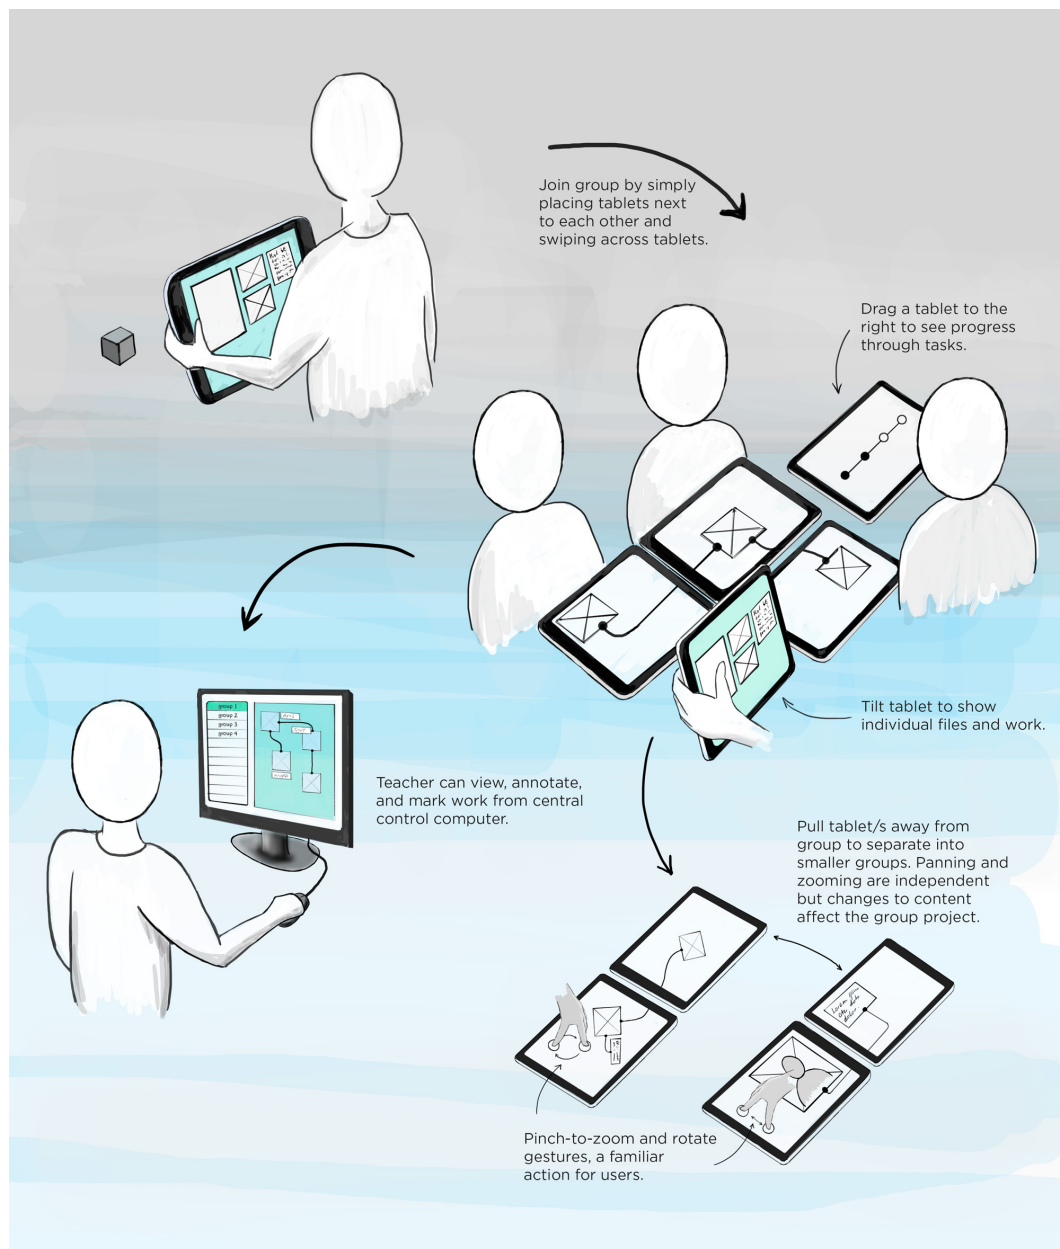 Join group by simply
placing tablets next
to each other and
swiping across tablets.
Drag a tablet to the
right to see progress
through tasks.
Tilt tablet to show
individual files and work.
group 1
group 2
group 3
group 4
Teacher can view, annotate,
and mark work from central
control computer.
Pull tablet/s away from
group to separate into
smaller groups. Panning and
zooming are independent
but changes to content
affect the group project.
Lorem
Pinch-to-zoom and rotate
gestures, a familiar
action for users.